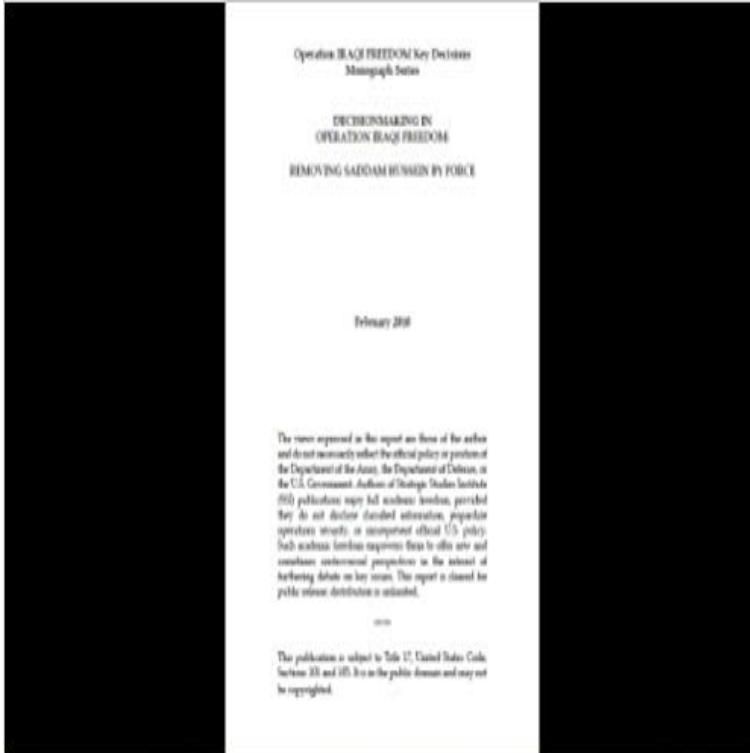 Operation IRAQI FREEDOM Key Decisions
Monograph Series
DECISIONMAKING IN
OPERATION IRAQI FREEDOM:
REMOVING SADDAM HUSSEIN BY FORCE
February 2010
The views expressed in this report are those of the author
and do not necessarily reflect the official policy or position of
the Department of the Army, the Department of Defense, or
the U.S. Government. Authors of Strategic Studies Institute
(SSI) publications enjoy full academic freedom, provided
they do not disclose classified information, jeopardize
operations security, or misrepresent official U.S. policy.
Such academic freedom empowers them to offer new and
sometimes controversial perspectives in the interest of
furthering debate on key issues. This report is cleared for
public release; distribution is unlimited.
*****
This publication is subject to Title 17, United States Code,
Sections 101 and 105. It is in the public domain and may not
be copyrighted.